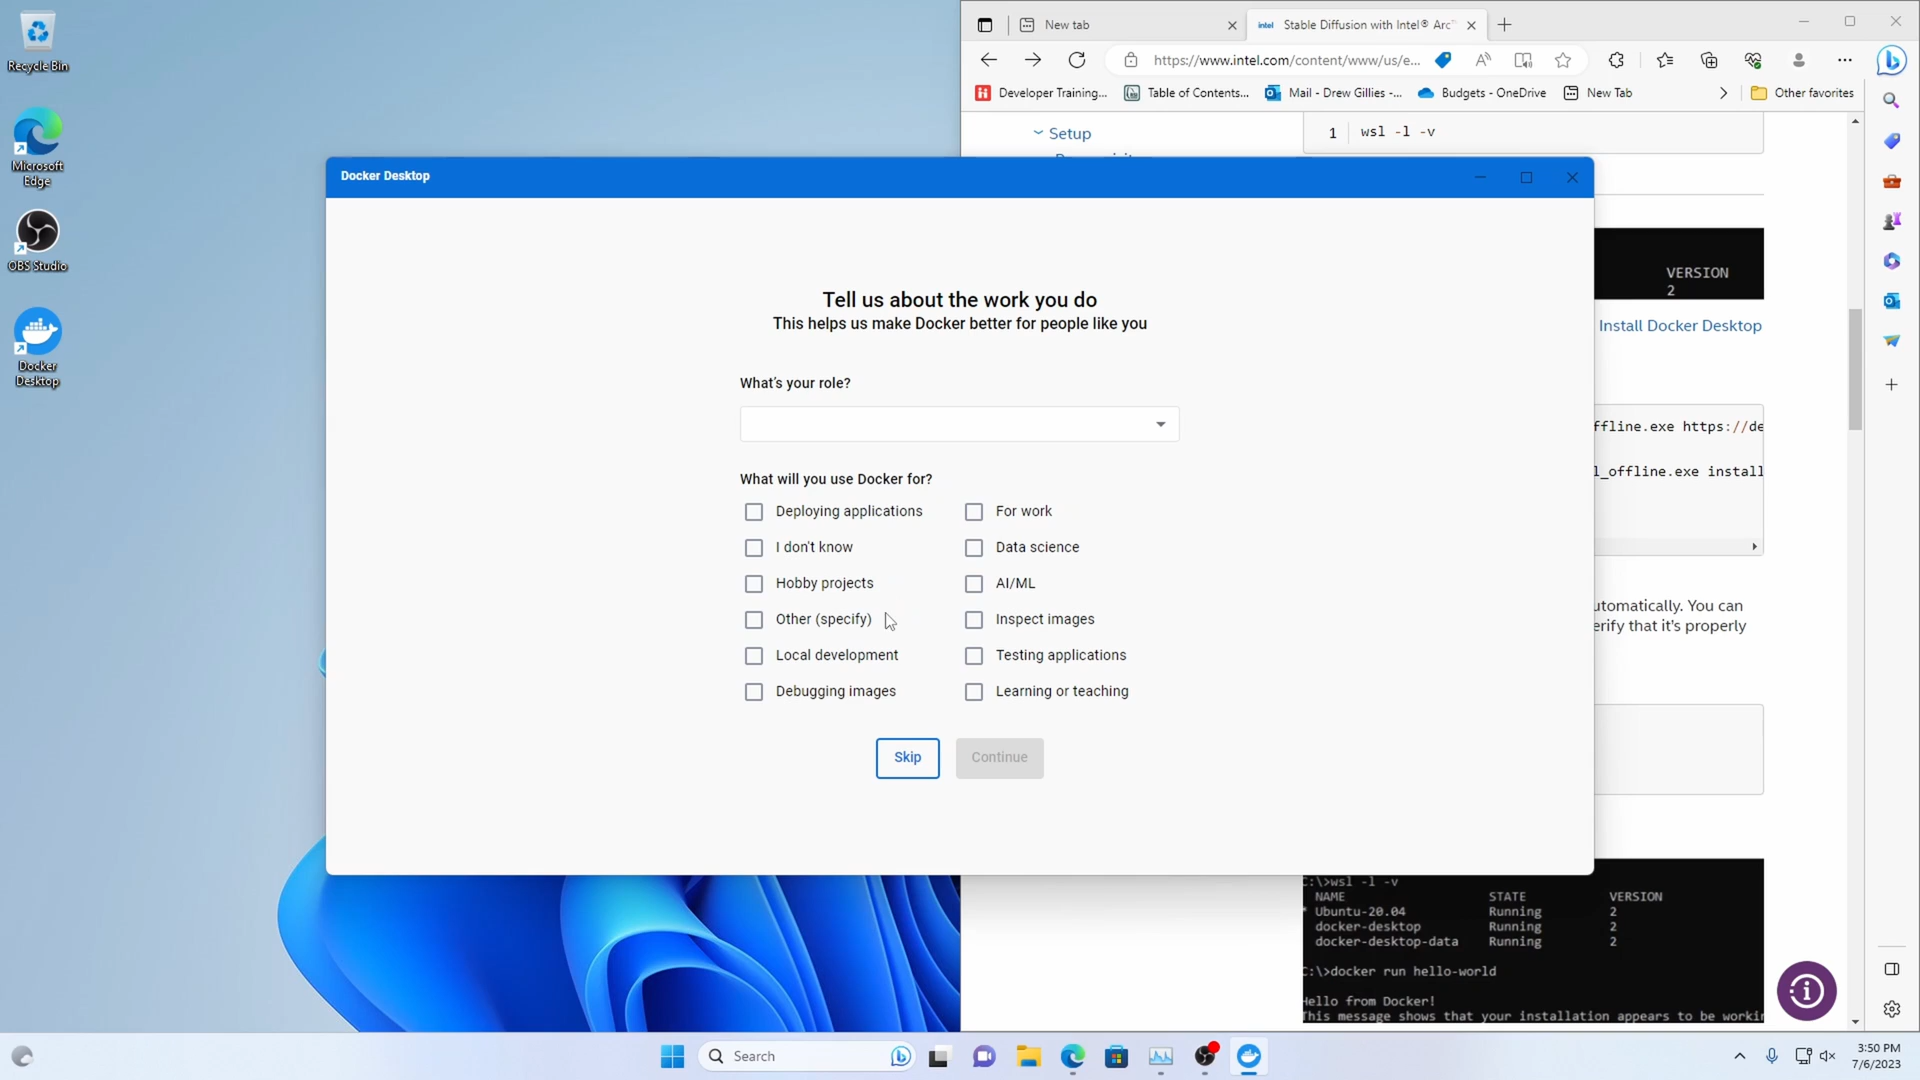 Recycle Bin
Microsoft
Edge
OBS Studio
Docker
Desktop
New tab
intel
Stable Diffusion with Intel® Arc™
https://www.intel.com/content/www/us/e...
Developer Training...
Table of Contents...
Mail - Drew Gillies -...
Budgets - OneDrive
New Tab
Other favorites
Setup
1 wsl -l -v
Docker Desktop
Tell us about the work you do
This helps us make Docker better for people like you
What's your role?
What will you use Docker for?
Deploying applications
For work
I don't know
Data science
Hobby projects
AI/ML
Other (specify)
Inspect images
Local development
Testing applications
Debugging images
Learning or teaching
Skip
Continue
VERSION
2
Install Docker Desktop
ffline.exe https://de
l_offline.exe install
utomatically. You can
erify that it's properly
C:\>wsl -l -v
NAME STATE VERSION
* Ubuntu-20.04 Running 2
docker-desktop Running 2
docker-desktop-data Running 2
C:\>docker run hello-world
Hello from Docker!
This message shows that your installation appears to be workin
Search
3:50 PM
7/6/2023